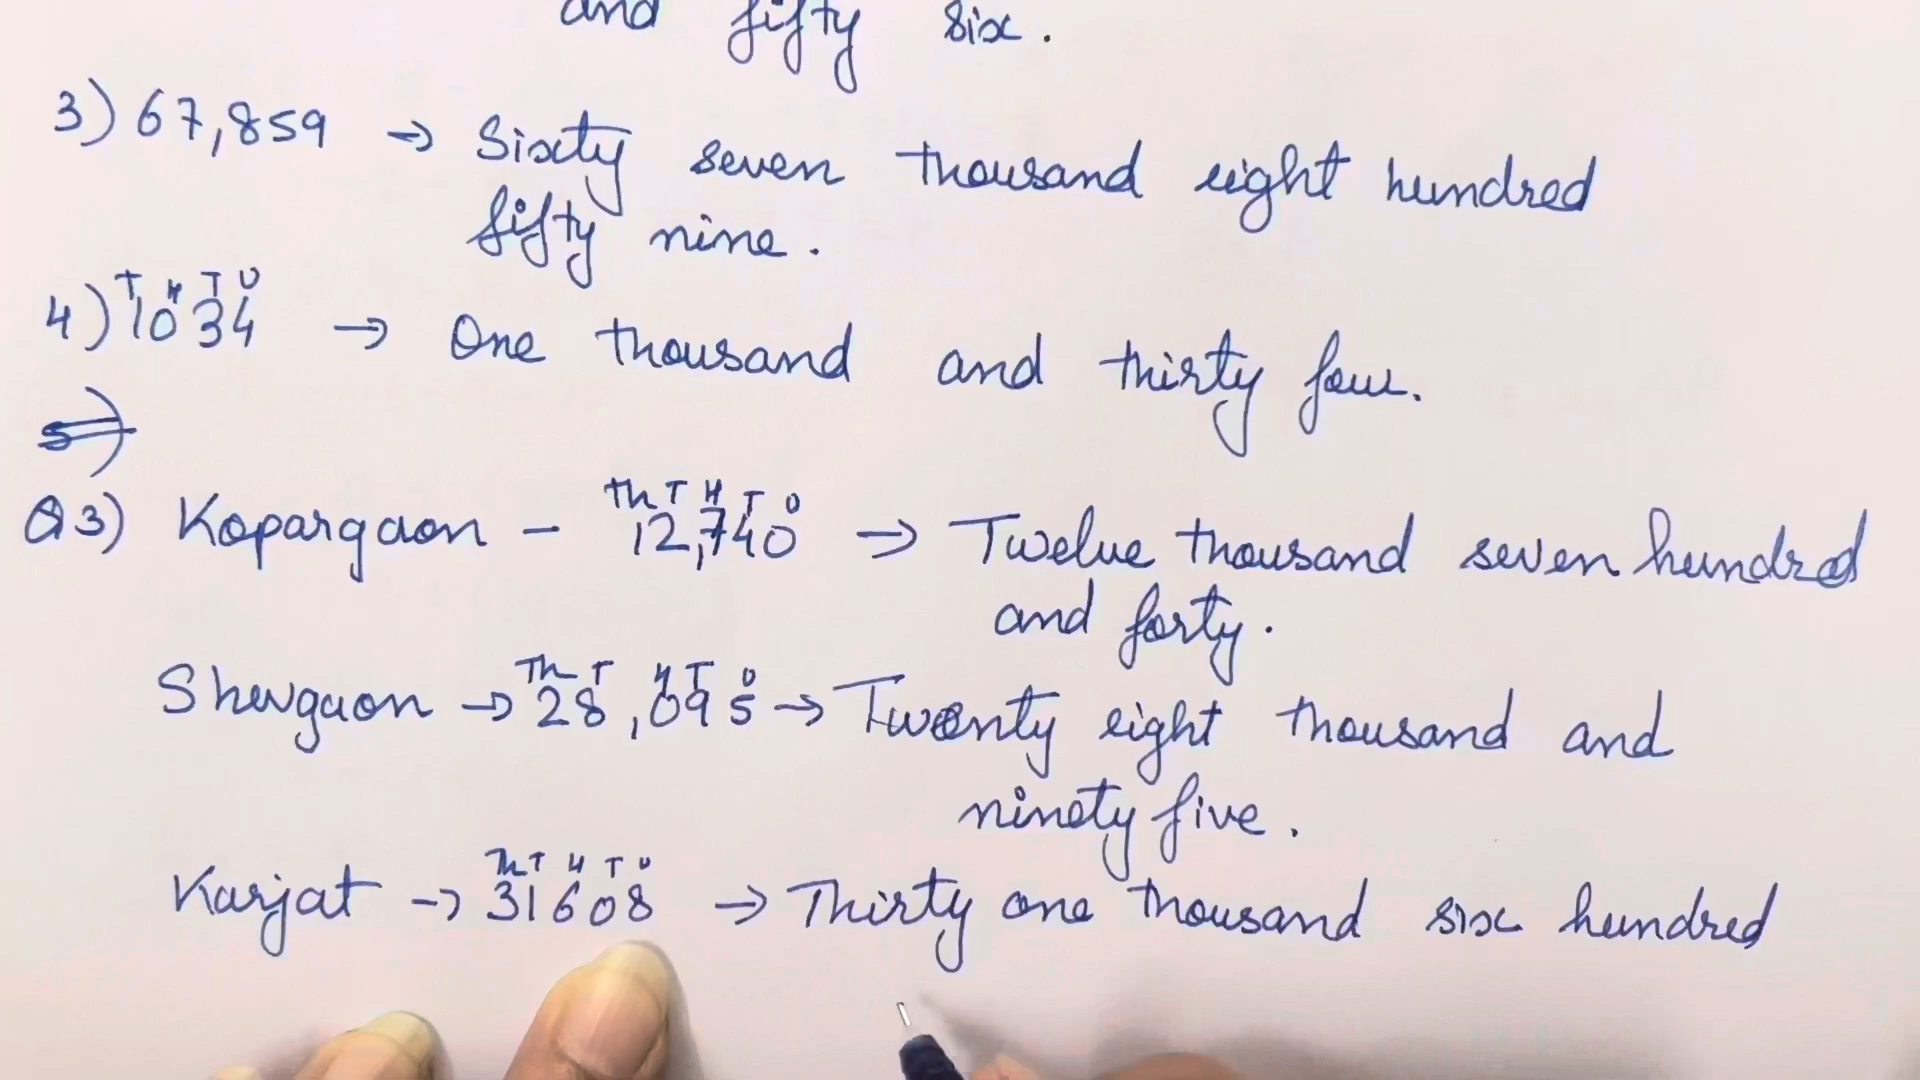 and fifty six.
3) 67,859 → Sixty seven thousand eight hundred
fifty nine.
T H T U
4) 1034 → One thousand and thirty four.
5)
Th T H T U
Q3) Kopargaon - 12,740 → Twelve thousand seven hundred
and forty.
Th T H T U
Shevgaon → 28,095 → Twenty eight thousand and
ninety five.
Th T H T U
Karjat → 31608 → Thirty one thousand six hundred